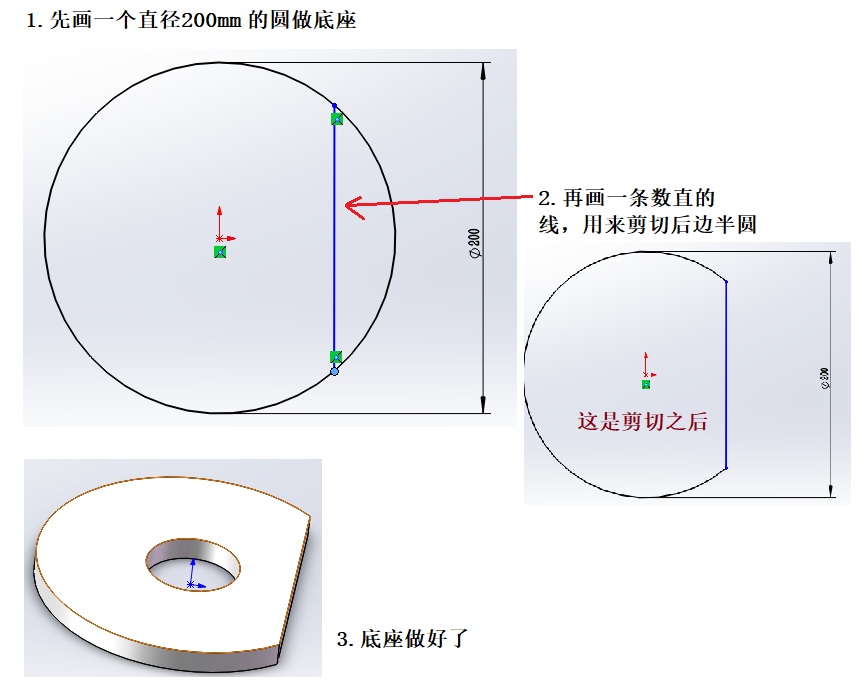 1. 先画一个直径200mm 的圆做底座
∅200
2. 再画一条数直的
线，用来剪切后边半圆
∅200
这是剪切之后
3. 底座做好了